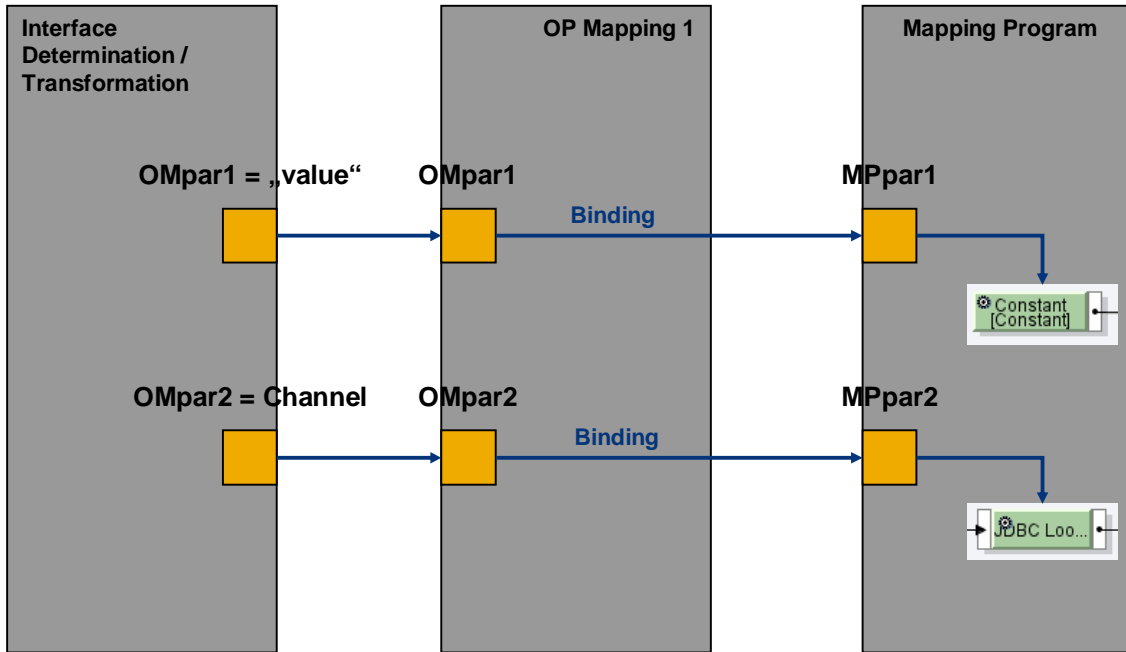 Interface
Determination /
Transformation
OP Mapping 1
Mapping Program
OMpar1 = „value“
OMpar1
MPpar1
Binding
Constant
[Constant]
OMpar2 = Channel
OMpar2
MPpar2
Binding
JDBC Loo...